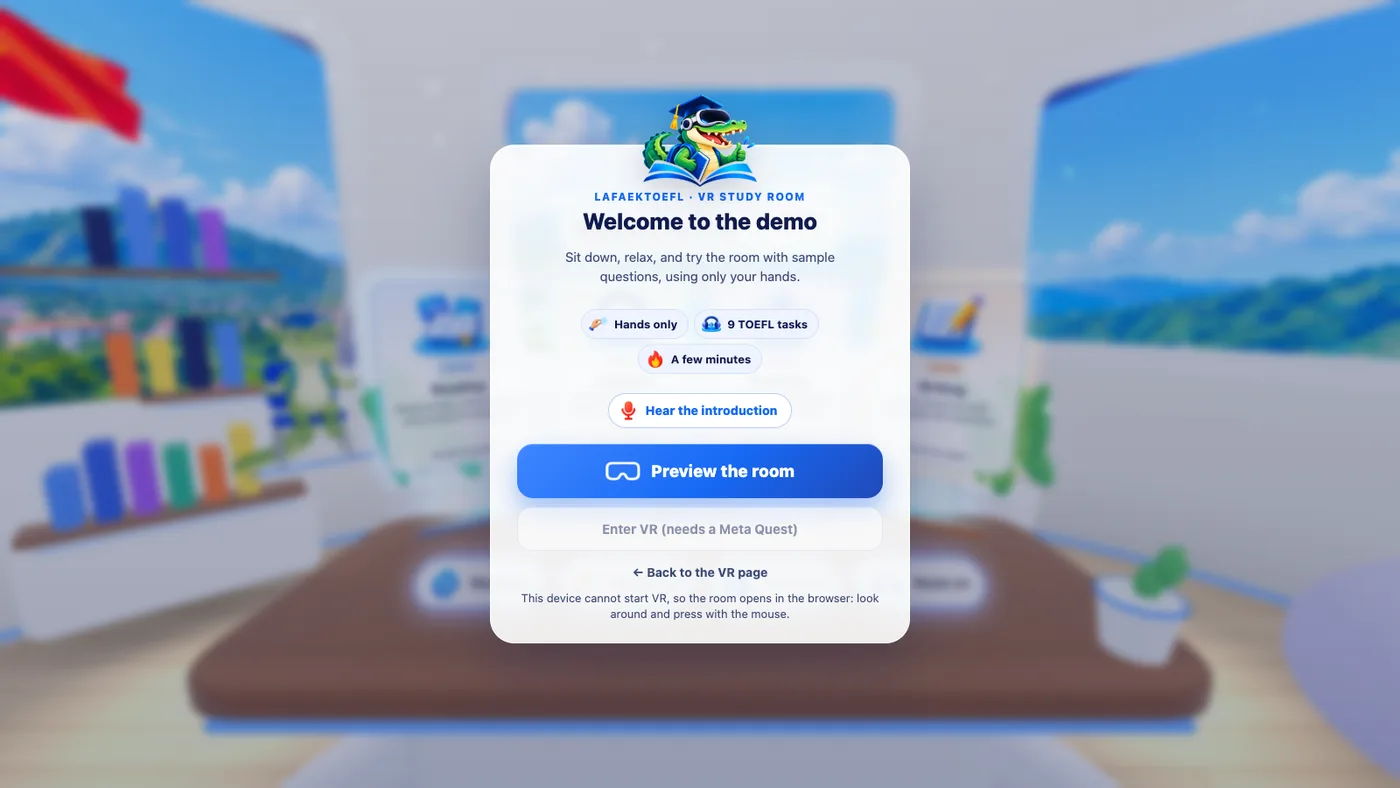 LAFAEKTOEFL · VR STUDY ROOM
Welcome to the demo
Sit down, relax, and try the room with sample
questions, using only your hands.
Hands only
9 TOEFL tasks
A few minutes
Hear the introduction
Preview the room
Enter VR (needs a Meta Quest)
← Back to the VR page
This device cannot start VR, so the room opens in the browser: look
around and press with the mouse.